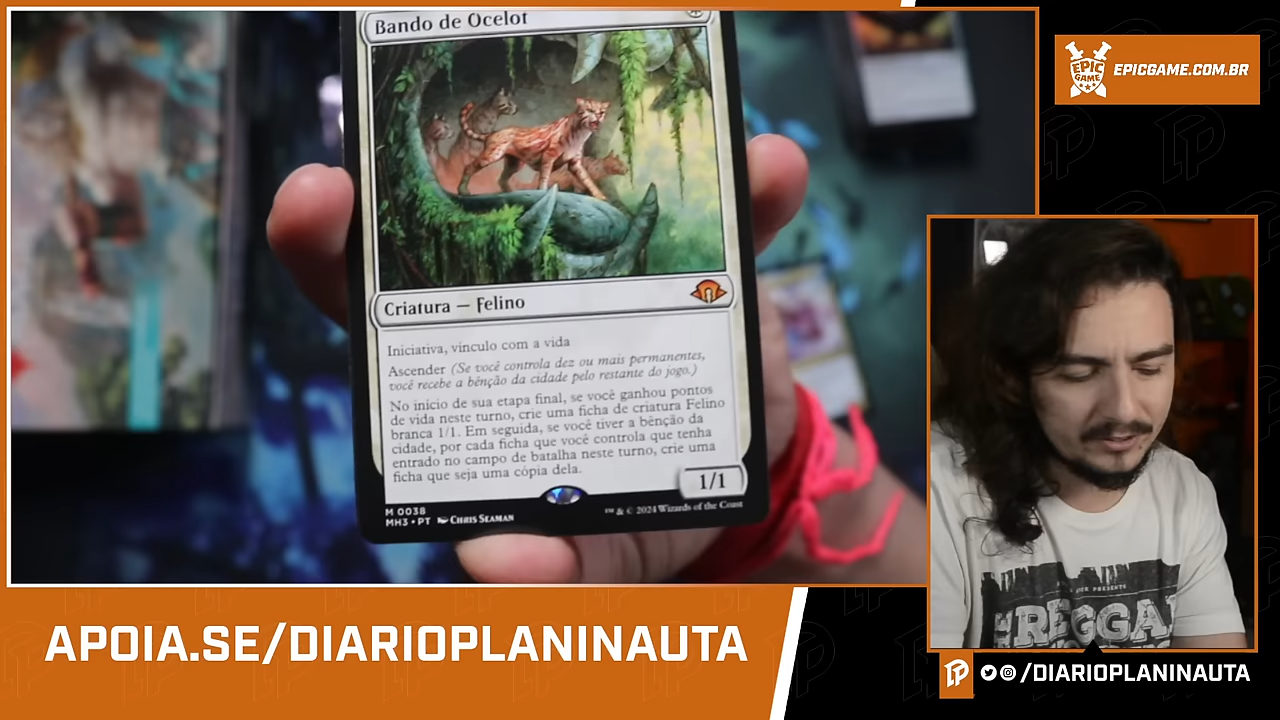 Bando de Ocelot
Criatura — Felino
Iniciativa, vínculo com a vida
Ascender (Se você controla dez ou mais permanentes,
você recebe a bênção da cidade pelo restante do jogo.)
No início de sua etapa final, se você ganhou pontos
de vida neste turno, crie uma ficha de criatura Felino
branca 1/1. Em seguida, se você tiver a bênção da
cidade, por cada ficha que você controla que tenha
entrado no campo de batalha neste turno, crie uma
ficha que seja uma cópia dela.
1/1
M 0038
MH3 • PT CHRIS SEAMAN
™ & © 2024 Wizards of the Coast
EPIC
GAME
EPICGAME.COM.BR
PRESENTS
APOIA.SE/DIARIOPLANINAUTA
/DIARIOPLANINAUTA